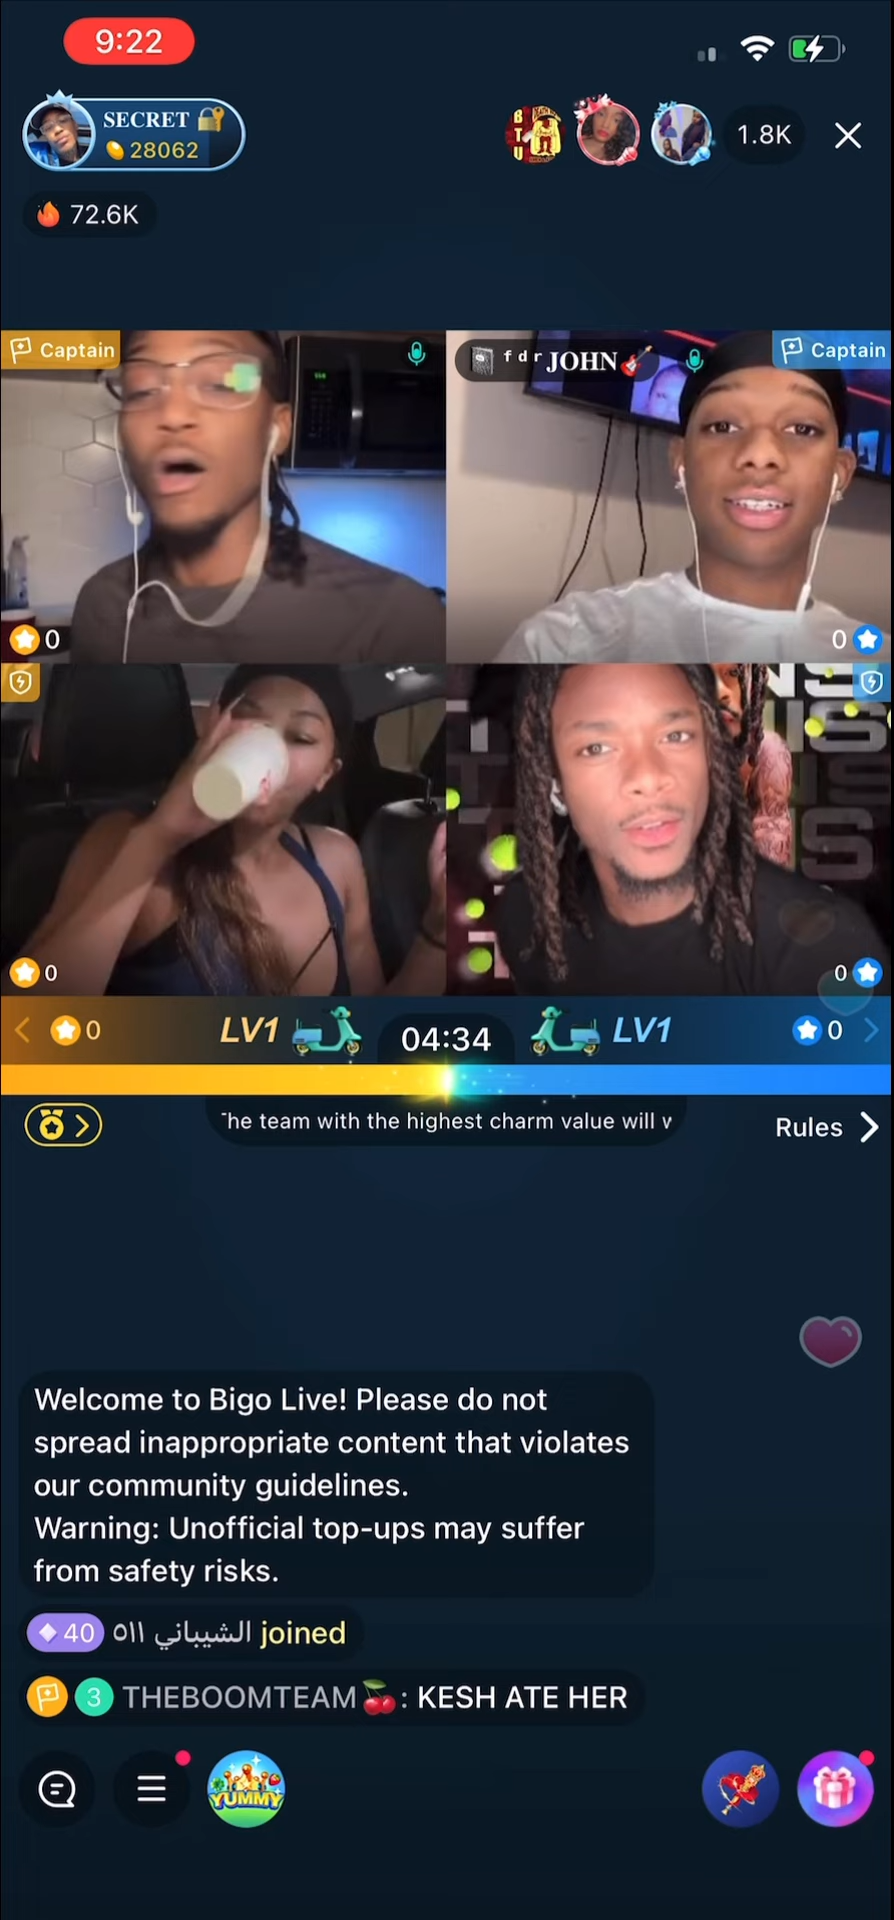 9:22
SECRET
28062
BTU
1.8K
72.6K
Captain
f d r JOHN
Captain
0
0
0
0
0
LV1
04:34
LV1
0
he team with the highest charm value will
Rules
Welcome to Bigo Live! Please do not
spread inappropriate content that violates
our community guidelines.
Warning: Unofficial top-ups may suffer
from safety risks.
40 الشيباني ٥١١ joined
3 THEBOOMTEAM: KESH ATE HER
YUMMY